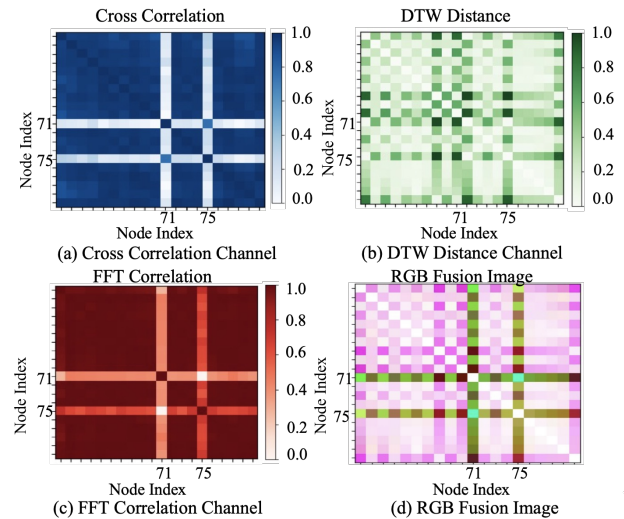 Cross Correlation
Node Index
71
75
71
75
Node Index
1.0
0.8
0.6
0.4
0.2
0.0
(a) Cross Correlation Channel
DTW Distance
Node Index
71
75
71
75
Node Index
1.0
0.8
0.6
0.4
0.2
0.0
(b) DTW Distance Channel
FFT Correlation
Node Index
71
75
71
75
Node Index
1.0
0.8
0.6
0.4
0.2
0.0
(c) FFT Correlation Channel
RGB Fusion Image
Node Index
71
75
71
75
Node Index
(d) RGB Fusion Image